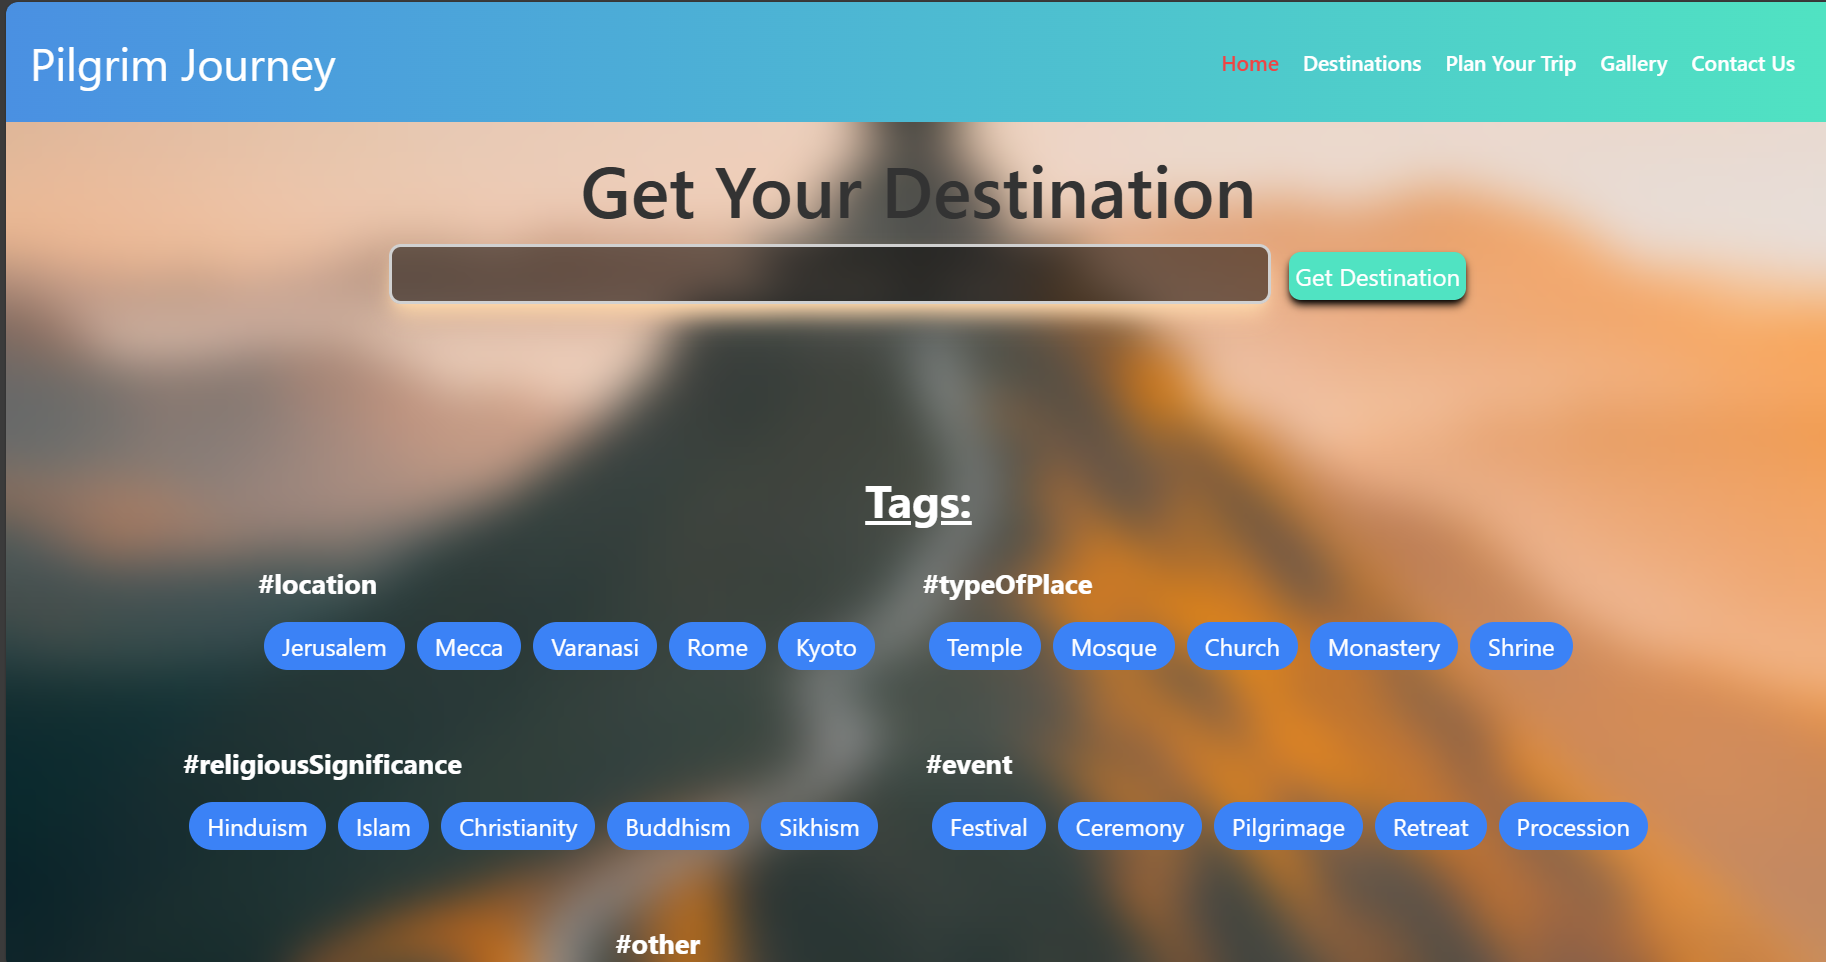 Pilgrim Journey
Home Destinations Plan Your Trip Gallery Contact Us
Get Your Destination
Get Destination
Tags:
#location
Jerusalem Mecca Varanasi Rome Kyoto
#typeOfPlace
Temple Mosque Church Monastery Shrine
#religiousSignificance
Hinduism Islam Christianity Buddhism Sikhism
#event
Festival Ceremony Pilgrimage Retreat Procession
#other